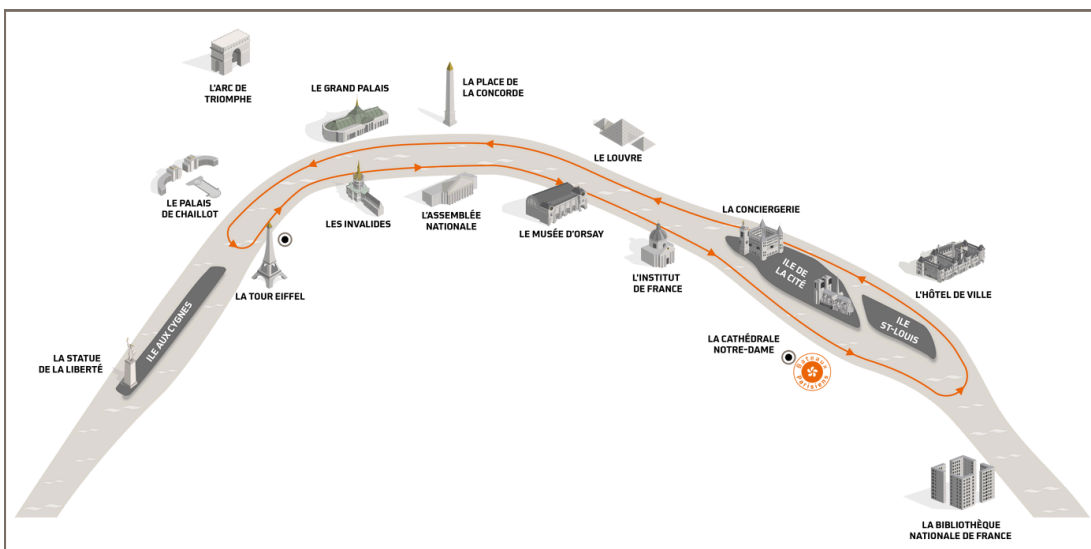 L'ARC DE
TRIOMPHE
LE GRAND PALAIS
LA PLACE DE
LA CONCORDE
LE LOUVRE
LE PALAIS
DE CHAILLOT
LES INVALIDES
L'ASSEMBLÉE
NATIONALE
LE MUSÉE D'ORSAY
LA CONCIERGERIE
L'INSTITUT
DE FRANCE
ILE DE
LA CITÉ
L'HÔTEL DE VILLE
LA TOUR EIFFEL
ILE
ST-LOUIS
ILE AUX CYGNES
LA STATUE
DE LA LIBERTÉ
LA CATHÉDRALE
NOTRE-DAME
Bateaux
Parisiens
LA BIBLIOTHÈQUE
NATIONALE DE FRANCE